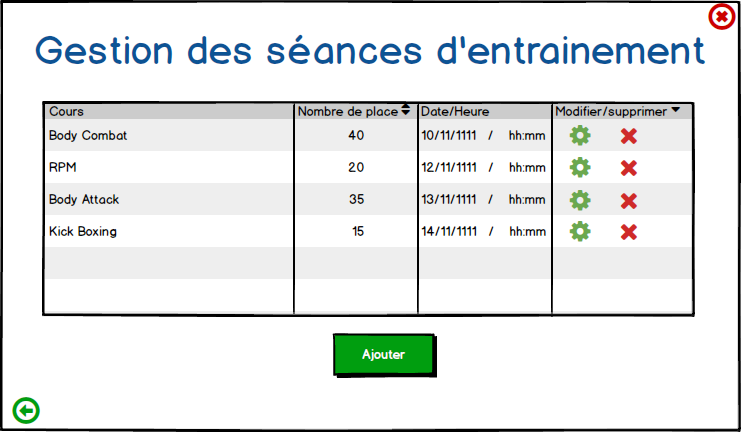 Gestion des séances d'entrainement
Cours Nombre de place Date/Heure Modifier/supprimer
Body Combat 40 10/11/1111 / hh:mm
RPM 20 12/11/1111 / hh:mm
Body Attack 35 13/11/1111 / hh:mm
Kick Boxing 15 14/11/1111 / hh:mm
Ajouter